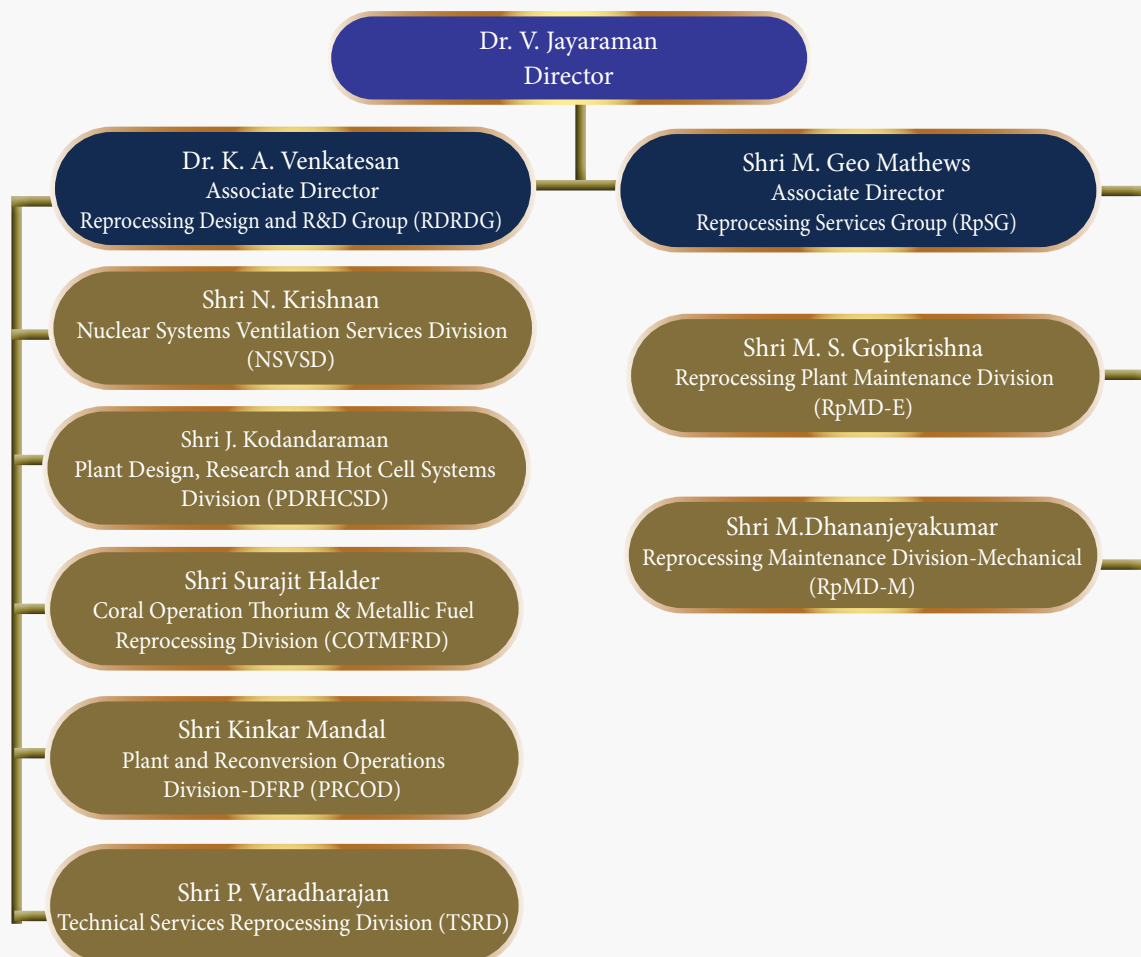 Dr. V. Jayaraman
Director
Dr. K. A. Venkatesan
Associate Director
Reprocessing Design and R&D Group (RDRDG)
Shri M. Geo Mathews
Associate Director
Reprocessing Services Group (RpSG)
Shri N. Krishnan
Nuclear Systems Ventilation Services Division
(NSVSD)
Shri J. Kodandaraman
Plant Design, Research and Hot Cell Systems
Division (PDRHCSD)
Shri Surajit Halder
Coral Operation Thorium & Metallic Fuel
Reprocessing Division (COTMFRD)
Shri Kinkar Mandal
Plant and Reconversion Operations
Division-DFRP (PRCOD)
Shri P. Varadharajan
Technical Services Reprocessing Division (TSRD)
Shri M. S. Gopikrishna
Reprocessing Plant Maintenance Division
(RpMD-E)
Shri M.Dhananjeyakumar
Reprocessing Maintenance Division-Mechanical
(RpMD-M)